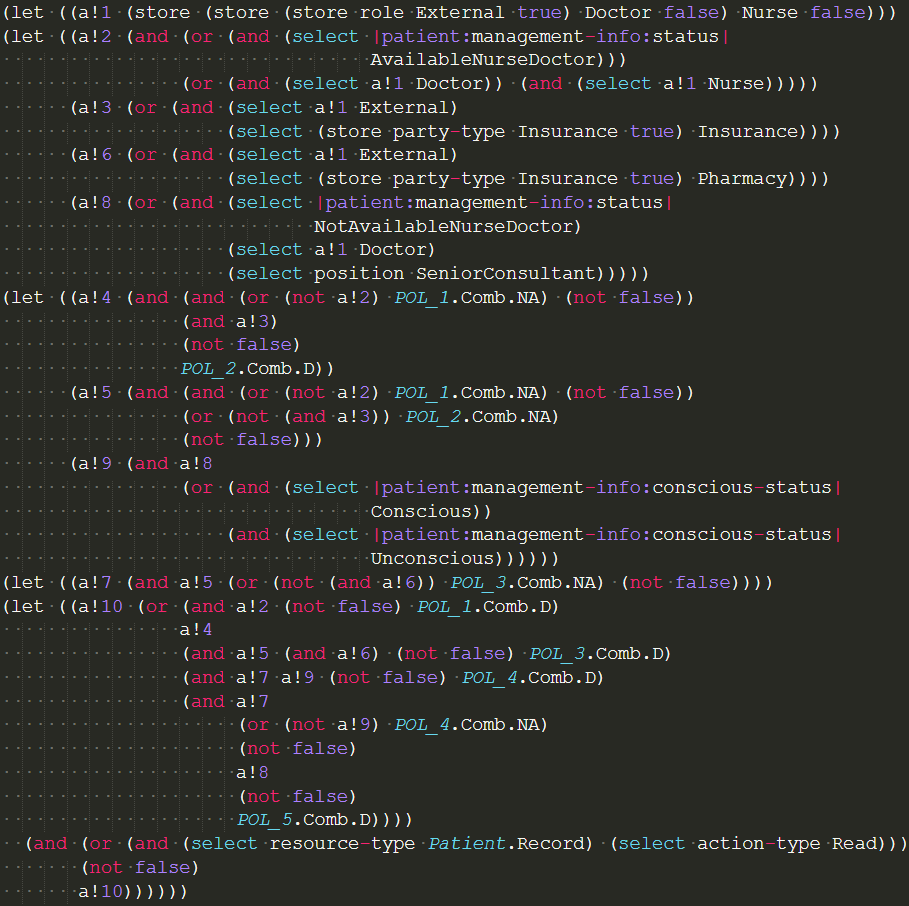 (let ((a!1 (store (store (store role External true) Doctor false) Nurse false)))
(let ((a!2 (and (or (and (select |patient:management-info:status|
AvailableNurseDoctor)))
(or (and (select a!1 Doctor)) (and (select a!1 Nurse)))))
(a!3 (or (and (select a!1 External)
(select (store party-type Insurance true) Insurance))))
(a!6 (or (and (select a!1 External)
(select (store party-type Insurance true) Pharmacy))))
(a!8 (or (and (select |patient:management-info:status|
NotAvailableNurseDoctor)
(select a!1 Doctor)
(select position SeniorConsultant)))))
(let ((a!4 (and (and (or (not a!2) POL_1.Comb.NA) (not false))
(and a!3)
(not false)
POL_2.Comb.D))
(a!5 (and (and (or (not a!2) POL_1.Comb.NA) (not false))
(or (not (and a!3)) POL_2.Comb.NA)
(not false)))
(a!9 (and a!8
(or (and (select |patient:management-info:conscious-status|
Conscious))
(and (select |patient:management-info:conscious-status|
Unconscious))))))
(let ((a!7 (and a!5 (or (not (and a!6)) POL_3.Comb.NA) (not false))))
(let ((a!10 (or (and a!2 (not false) POL_1.Comb.D)
a!4
(and a!5 (and a!6) (not false) POL_3.Comb.D)
(and a!7 a!9 (not false) POL_4.Comb.D)
(and a!7
(or (not a!9) POL_4.Comb.NA)
(not false)
a!8
(not false)
POL_5.Comb.D))))
(and (or (and (select resource-type Patient.Record) (select action-type Read)))
(not false)
a!10))))))